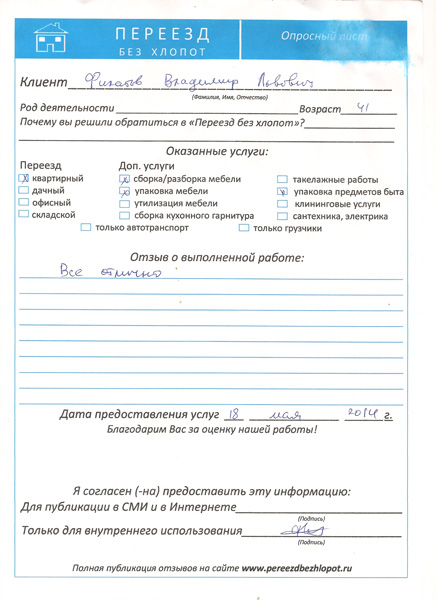 ПЕРЕЕЗД
БЕЗ ХЛОПОТ
Опросный лист
Клиент Филатов Владимир Львович
(Фамилия, Имя, Отчество)
Род деятельности Возраст 41
Почему вы решили обратиться в «Переезд без хлопот»?
Оказанные услуги:
Переезд Доп. услуги
квартирный сборка/разборка мебели такелажные работы
дачный упаковка мебели упаковка предметов быта
офисный утилизация мебели клининговые услуги
складской сборка кухонного гарнитура сантехника, электрика
только автотранспорт только грузчики
Отзыв о выполненной работе:
Все отлично
Дата предоставления услуг 18 мая 2014 г.
Благодарим Вас за оценку нашей работы!
Я согласен (-на) предоставить эту информацию:
Для публикации в СМИ и в Интернете
(Подпись)
Только для внутреннего использования
(Подпись)
Полная публикация отзывов на сайте www.pereezdbezhlopot.ru